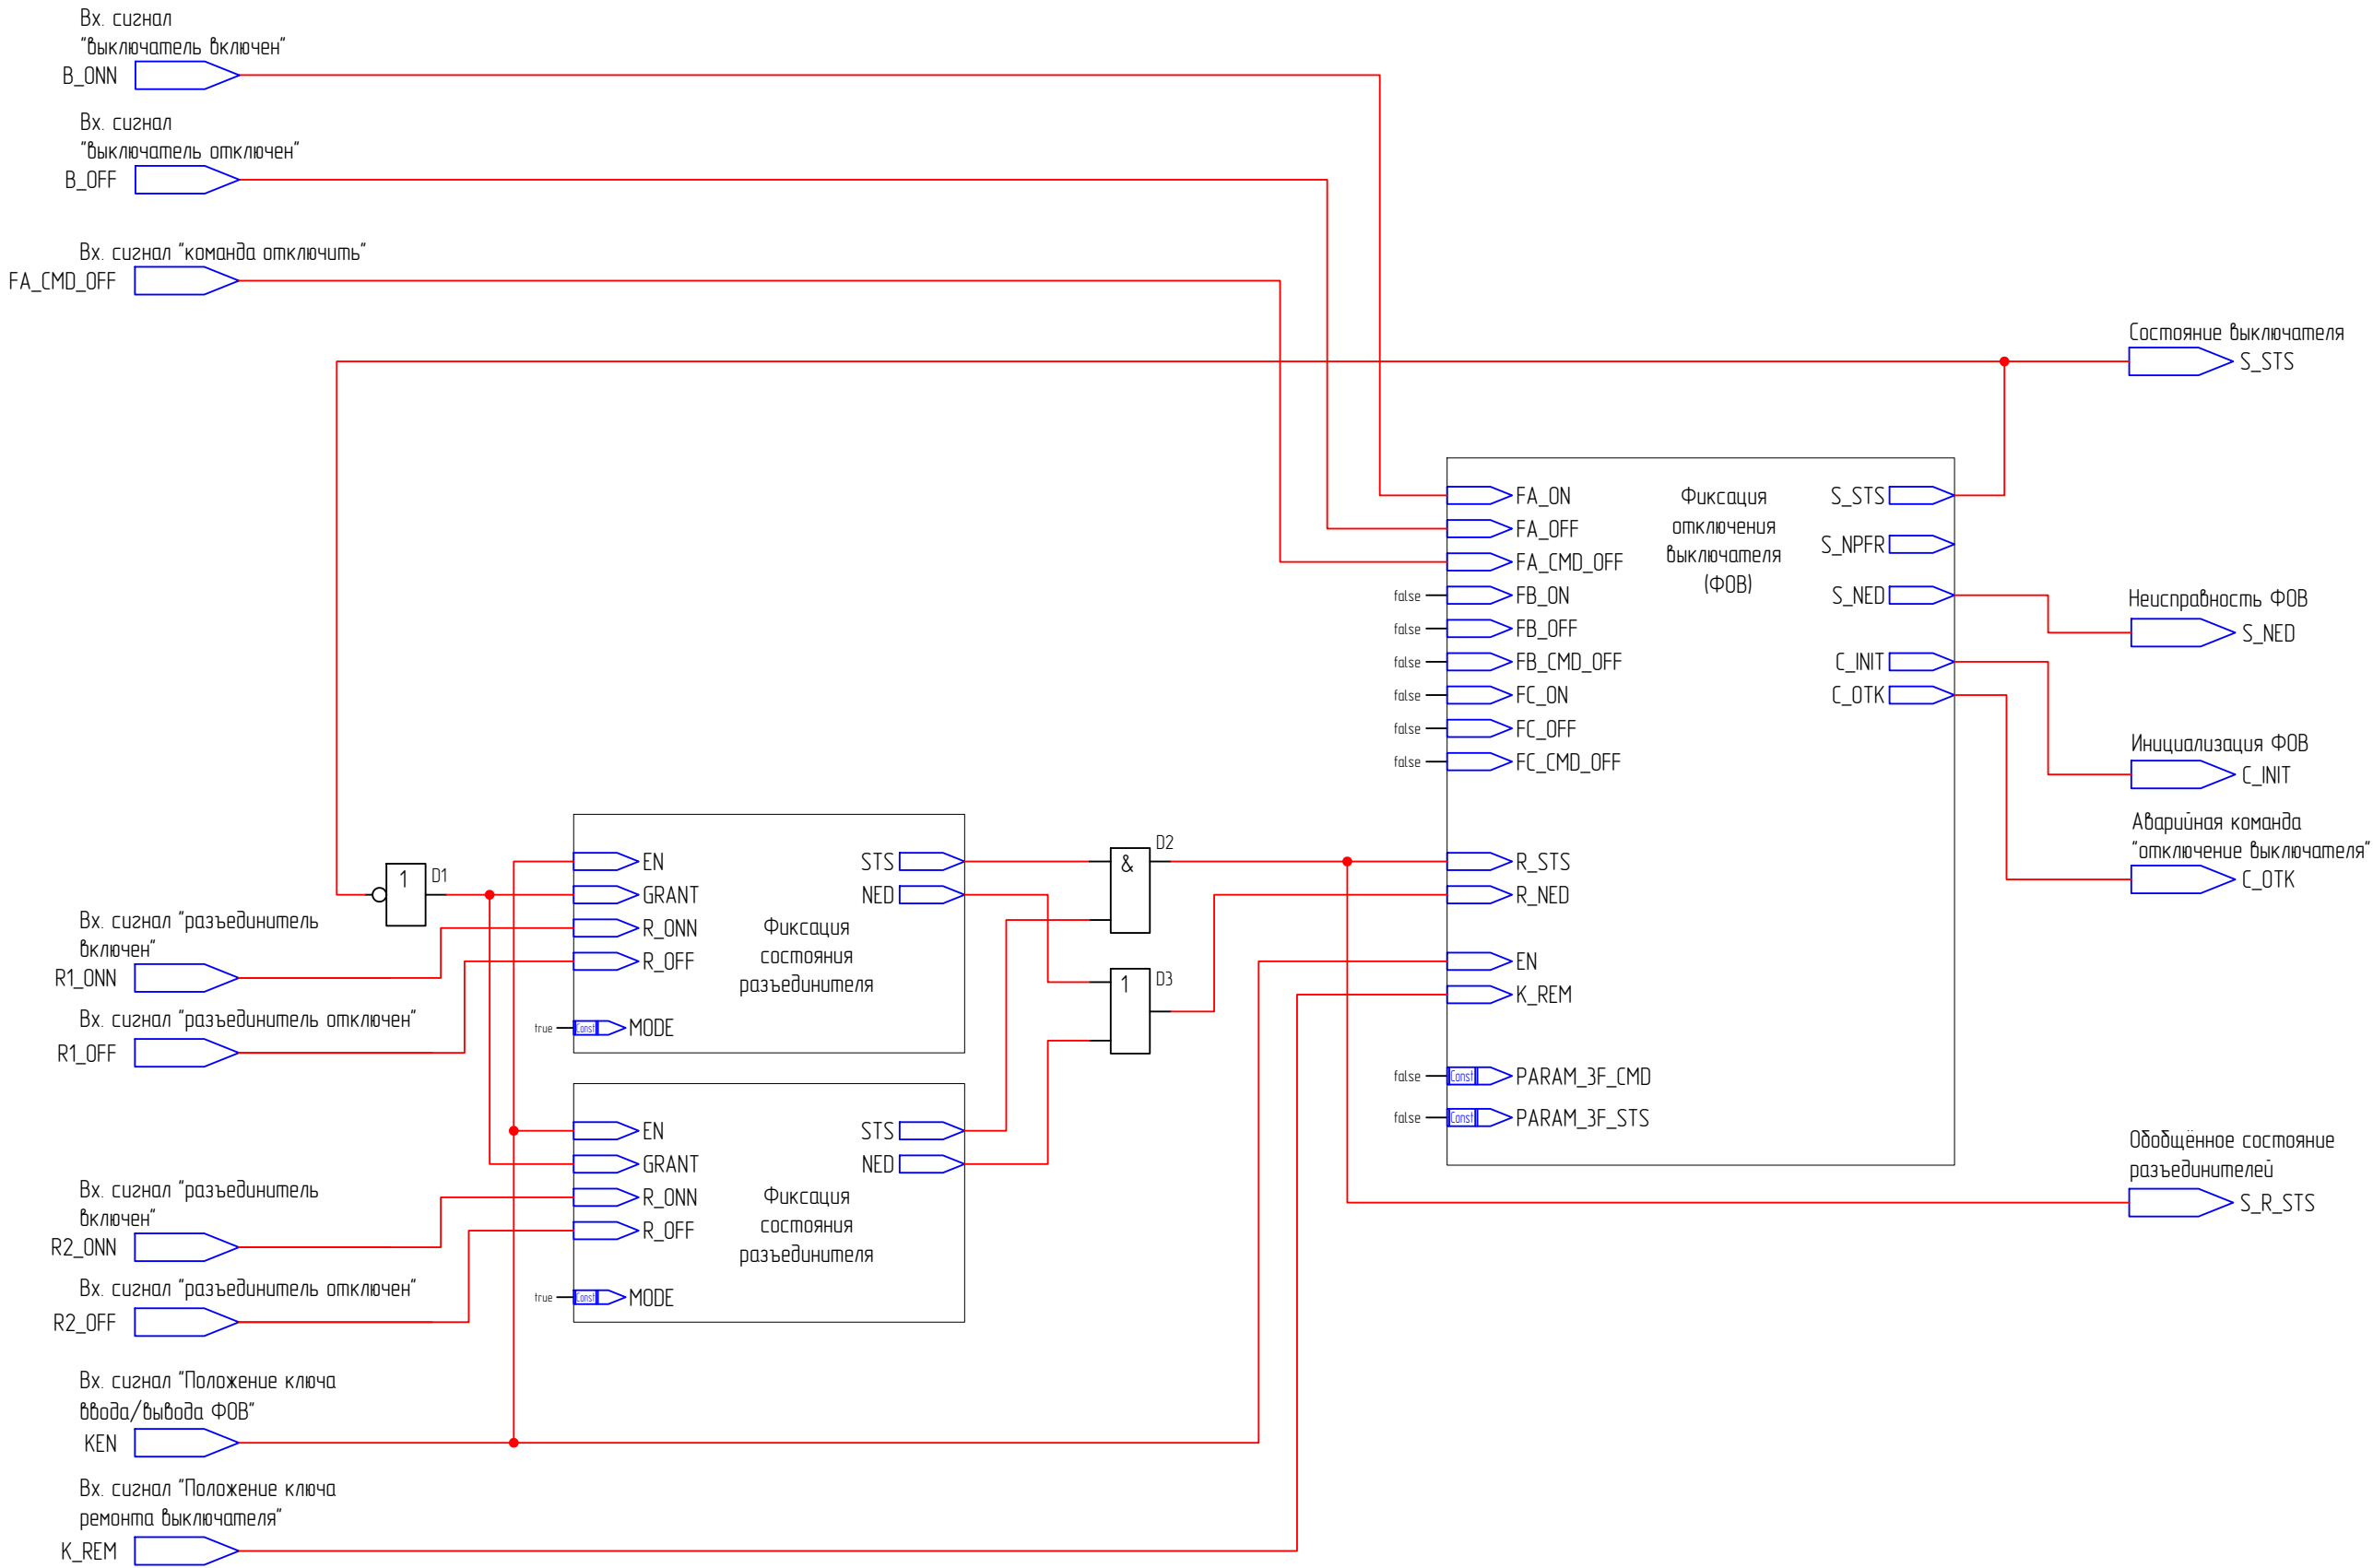 Вх. сигнал
"выключатель включен"
B_ONN
Вх. сигнал
"выключатель отключен"
B_OFF
Вх. сигнал "команда отключить"
FA_CMD_OFF
Состояние выключателя
S_STS
FA_ON
FA_OFF
FA_CMD_OFF
false FB_ON
false FB_OFF
false FB_CMD_OFF
false FC_ON
false FC_OFF
false FC_CMD_OFF
R_STS
R_NED
EN
K_REM
false Const PARAM_3F_CMD
false Const PARAM_3F_STS
Фиксация
отключения
выключателя
(ФОВ)
S_STS
S_NPFR
S_NED
C_INIT
C_OTK
Неисправность ФОВ
S_NED
Инициализация ФОВ
C_INIT
Аварийная команда
"отключение выключателя"
C_OTK
1
D1
EN
GRANT
R_ONN
R_OFF
true Const MODE
STS
NED
Фиксация
состояния
разъединителя
&
D2
1
D3
Вх. сигнал "разъединитель
включен"
R1_ONN
Вх. сигнал "разъединитель отключен"
R1_OFF
EN
GRANT
R_ONN
R_OFF
true Const MODE
STS
NED
Фиксация
состояния
разъединителя
Обобщённое состояние
разъединителей
S_R_STS
Вх. сигнал "разъединитель
включен"
R2_ONN
Вх. сигнал "разъединитель отключен"
R2_OFF
Вх. сигнал "Положение ключа
ввода/вывода ФОВ"
KEN
Вх. сигнал "Положение ключа
ремонта выключателя"
K_REM